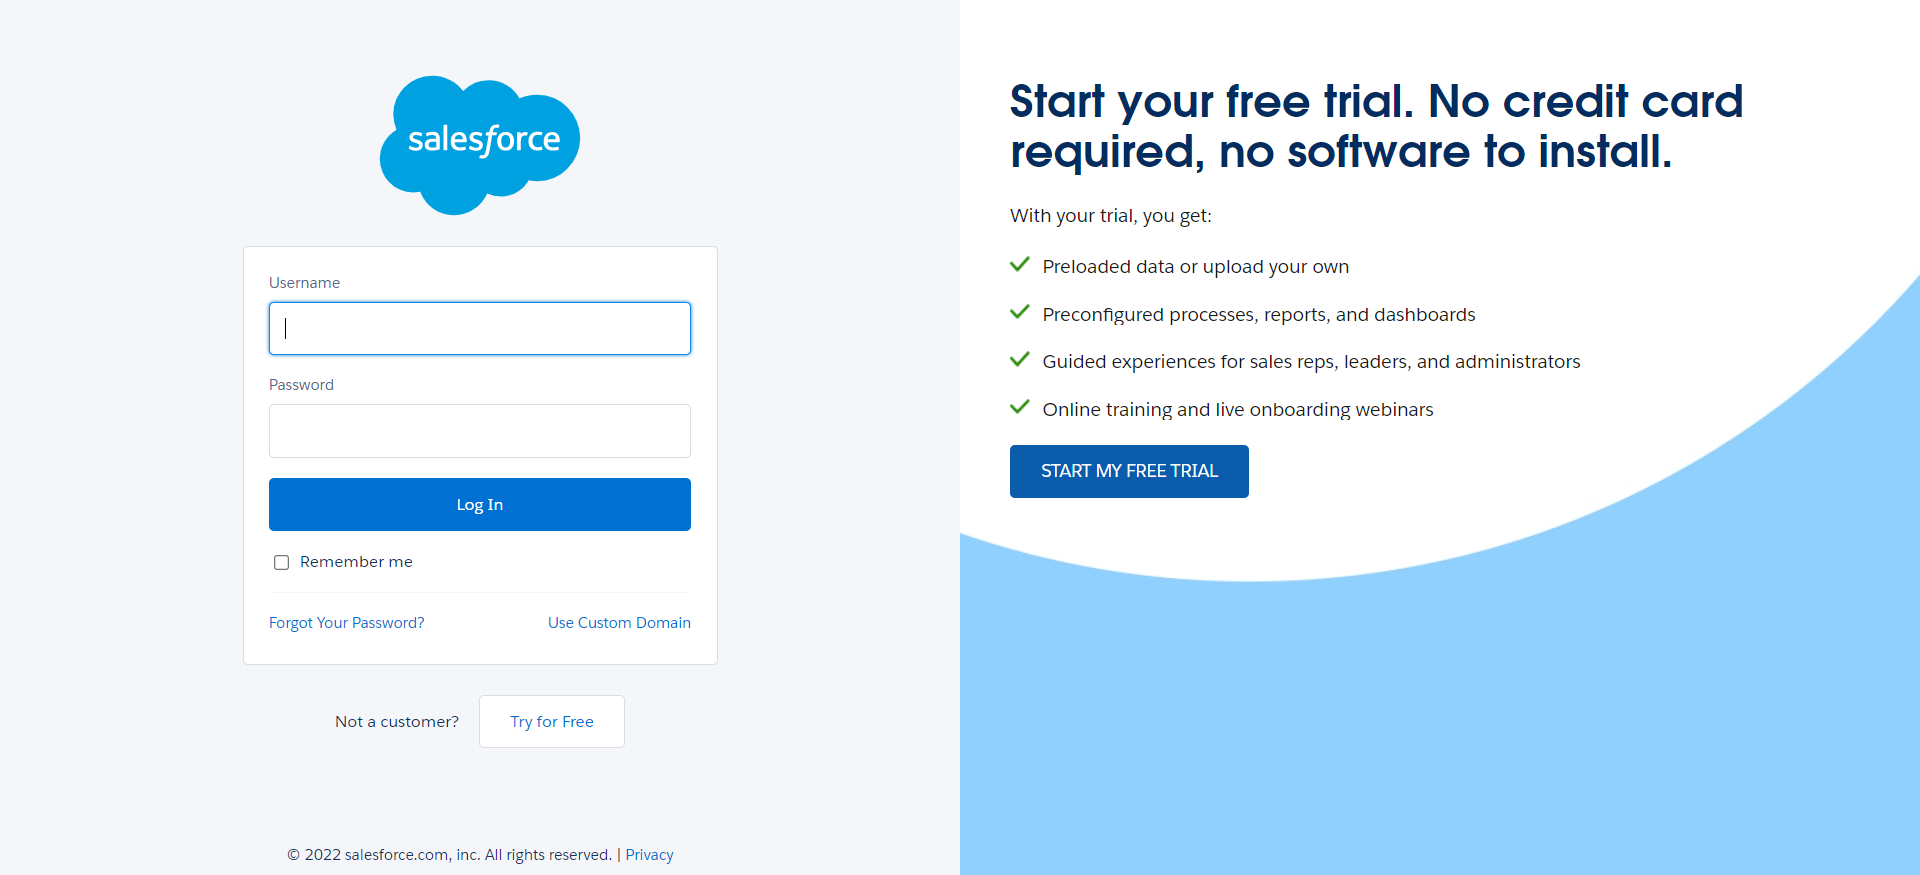 salesforce
Username
Password
Log In
Remember me
Forgot Your Password?
Use Custom Domain
Not a customer?
Try for Free
© 2022 salesforce.com, inc. All rights reserved. | Privacy
Start your free trial. No credit card
required, no software to install.
With your trial, you get:
Preloaded data or upload your own
Preconfigured processes, reports, and dashboards
Guided experiences for sales reps, leaders, and administrators
Online training and live onboarding webinars
START MY FREE TRIAL